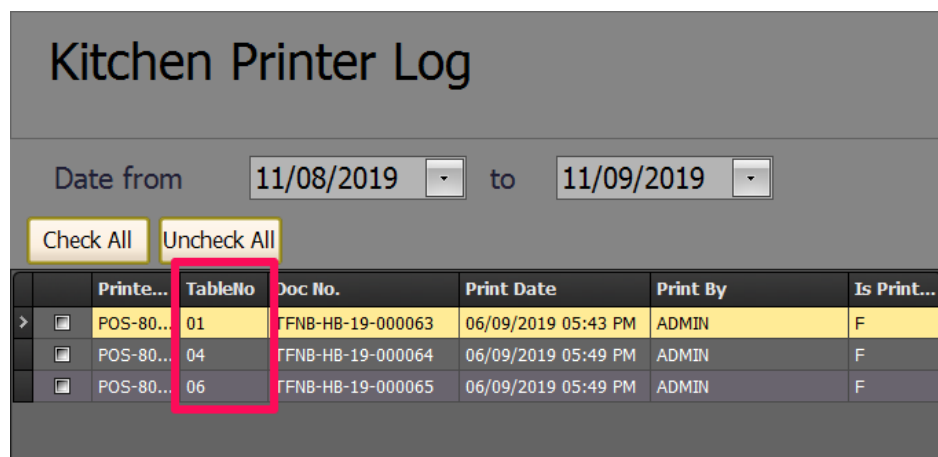 Kitchen Printer Log
Date from 11/08/2019 to 11/09/2019
Check All Uncheck All
Printe... TableNo Doc No. Print Date Print By Is Print...
POS-80... 01 TFNB-HB-19-000063 06/09/2019 05:43 PM ADMIN F
POS-80... 04 TFNB-HB-19-000064 06/09/2019 05:49 PM ADMIN F
POS-80... 06 TFNB-HB-19-000065 06/09/2019 05:49 PM ADMIN F